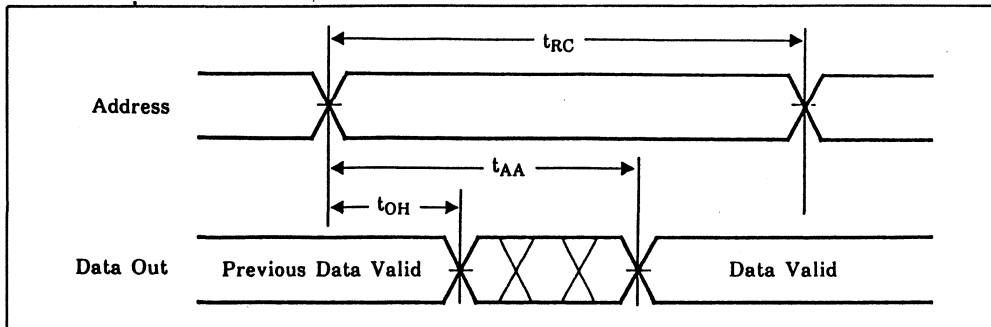 tRC
Address
tAA
tOH
Data Out
Previous Data Valid
Data Valid